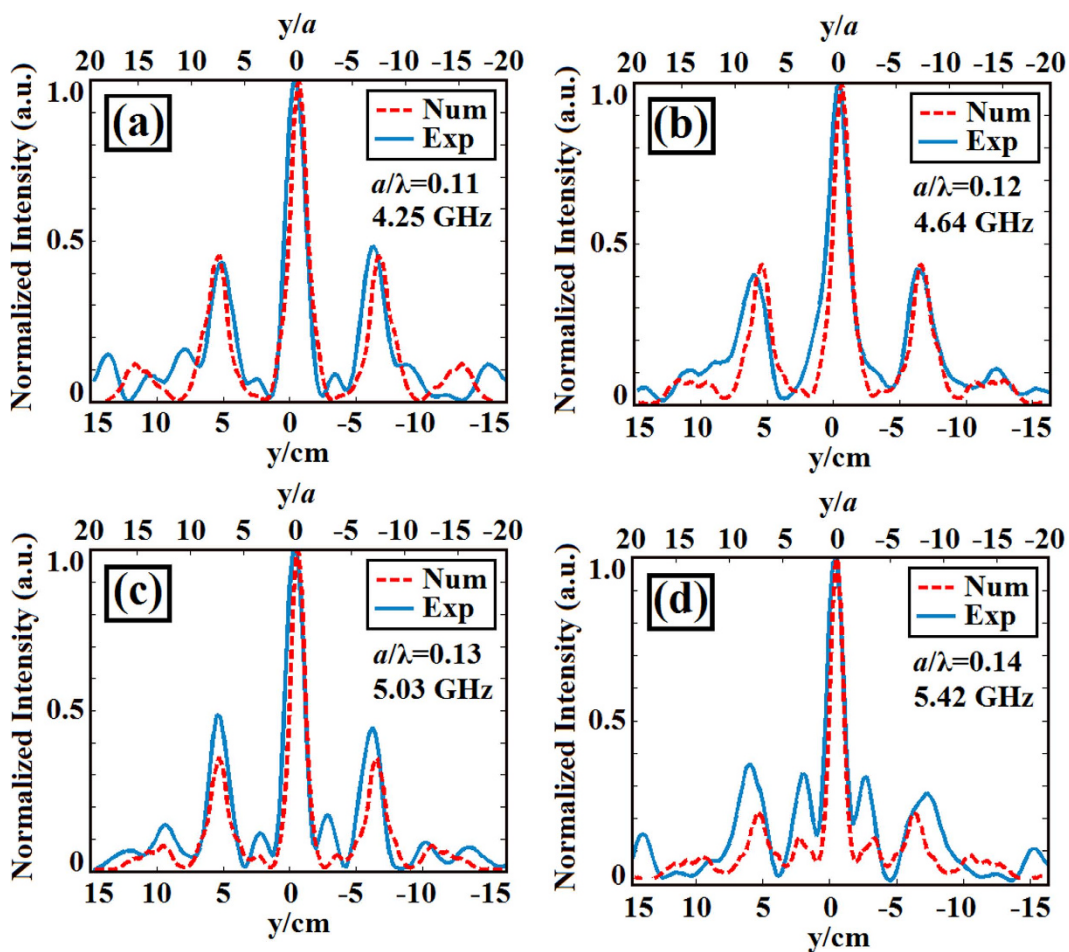 y/a
20 15 10 5 0 -5 -10 -15 -20
Normalized Intensity (a.u.)
1.0
0.5
0
(a)
Num
Exp
a/λ=0.11
4.25 GHz
15 10 5 0 -5 -10 -15
y/cm
y/a
20 15 10 5 0 -5 -10 -15 -20
Normalized Intensity (a.u.)
1.0
0.5
0
(b)
Num
Exp
a/λ=0.12
4.64 GHz
15 10 5 0 -5 -10 -15
y/cm
y/a
20 15 10 5 0 -5 -10 -15 -20
Normalized Intensity (a.u.)
1.0
0.5
0
(c)
Num
Exp
a/λ=0.13
5.03 GHz
15 10 5 0 -5 -10 -15
y/cm
y/a
20 15 10 5 0 -5 -10 -15 -20
Normalized Intensity (a.u.)
1.0
0.5
0
(d)
Num
Exp
a/λ=0.14
5.42 GHz
15 10 5 0 -5 -10 -15
y/cm